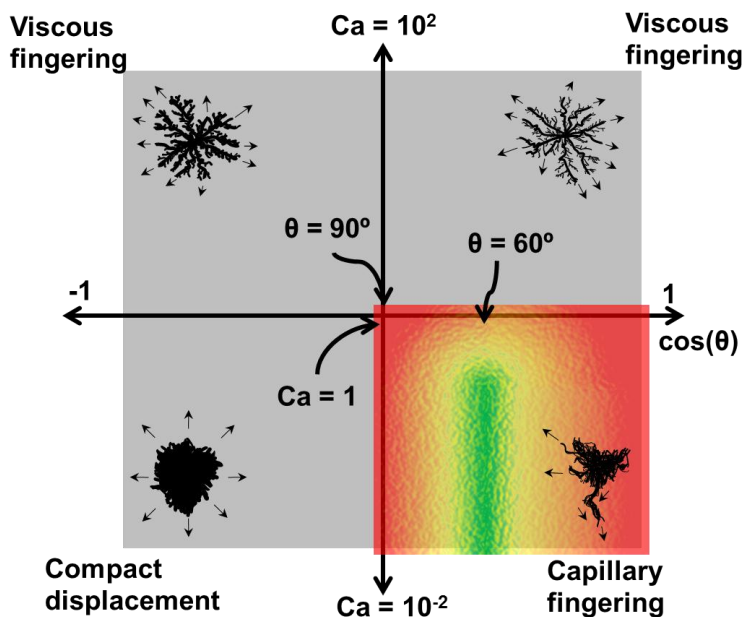 Viscous
fingering
Ca = 10²
Viscous
fingering
θ = 90º
θ = 60º
-1
1
cos(θ)
Ca = 1
Compact
displacement
Ca = 10⁻²
Capillary
fingering